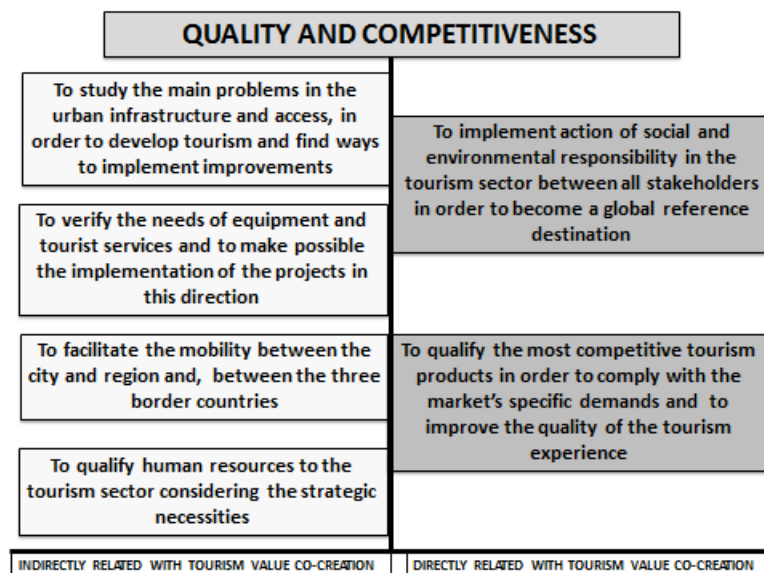 QUALITY AND COMPETITIVENESS
To study the main problems in the
urban infrastructure and access, in
order to develop tourism and find ways
to implement improvements
To verify the needs of equipment and
tourist services and to make possible
the implementation of the projects in
this direction
To facilitate the mobility between the
city and region and, between the three
border countries
To qualify human resources to the
tourism sector considering the strategic
necessities
INDIRECTLY RELATED WITH TOURISM VALUE CO-CREATION
To implement action of social and
environmental responsibility in the
tourism sector between all stakeholders
in order to become a global reference
destination
To qualify the most competitive tourism
products in order to comply with the
market's specific demands and to
improve the quality of the tourism
experience
DIRECTLY RELATED WITH TOURISM VALUE CO-CREATION